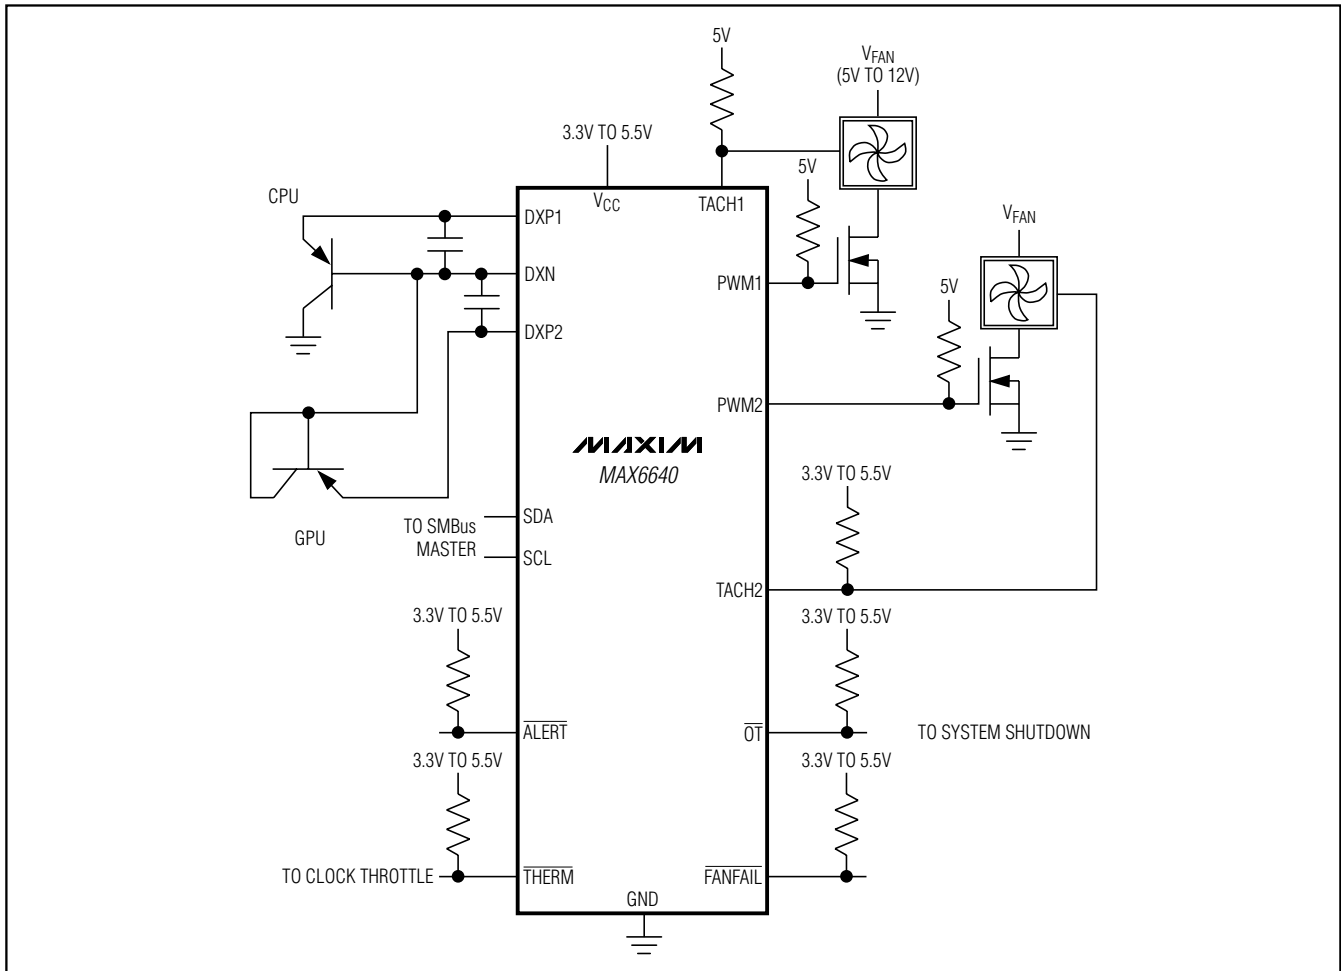 5V
VFAN
(5V TO 12V)
3.3V TO 5.5V
5V
CPU
VCC
TACH1
DXP1
VFAN
DXN
PWM1
5V
DXP2
PWM2
MAXIM
MAX6640
3.3V TO 5.5V
SDA
TO SMBus
MASTER
GPU
SCL
TACH2
3.3V TO 5.5V
3.3V TO 5.5V
ALERT
OT
TO SYSTEM SHUTDOWN
3.3V TO 5.5V
3.3V TO 5.5V
TO CLOCK THROTTLE
THERM
FANFAIL
GND